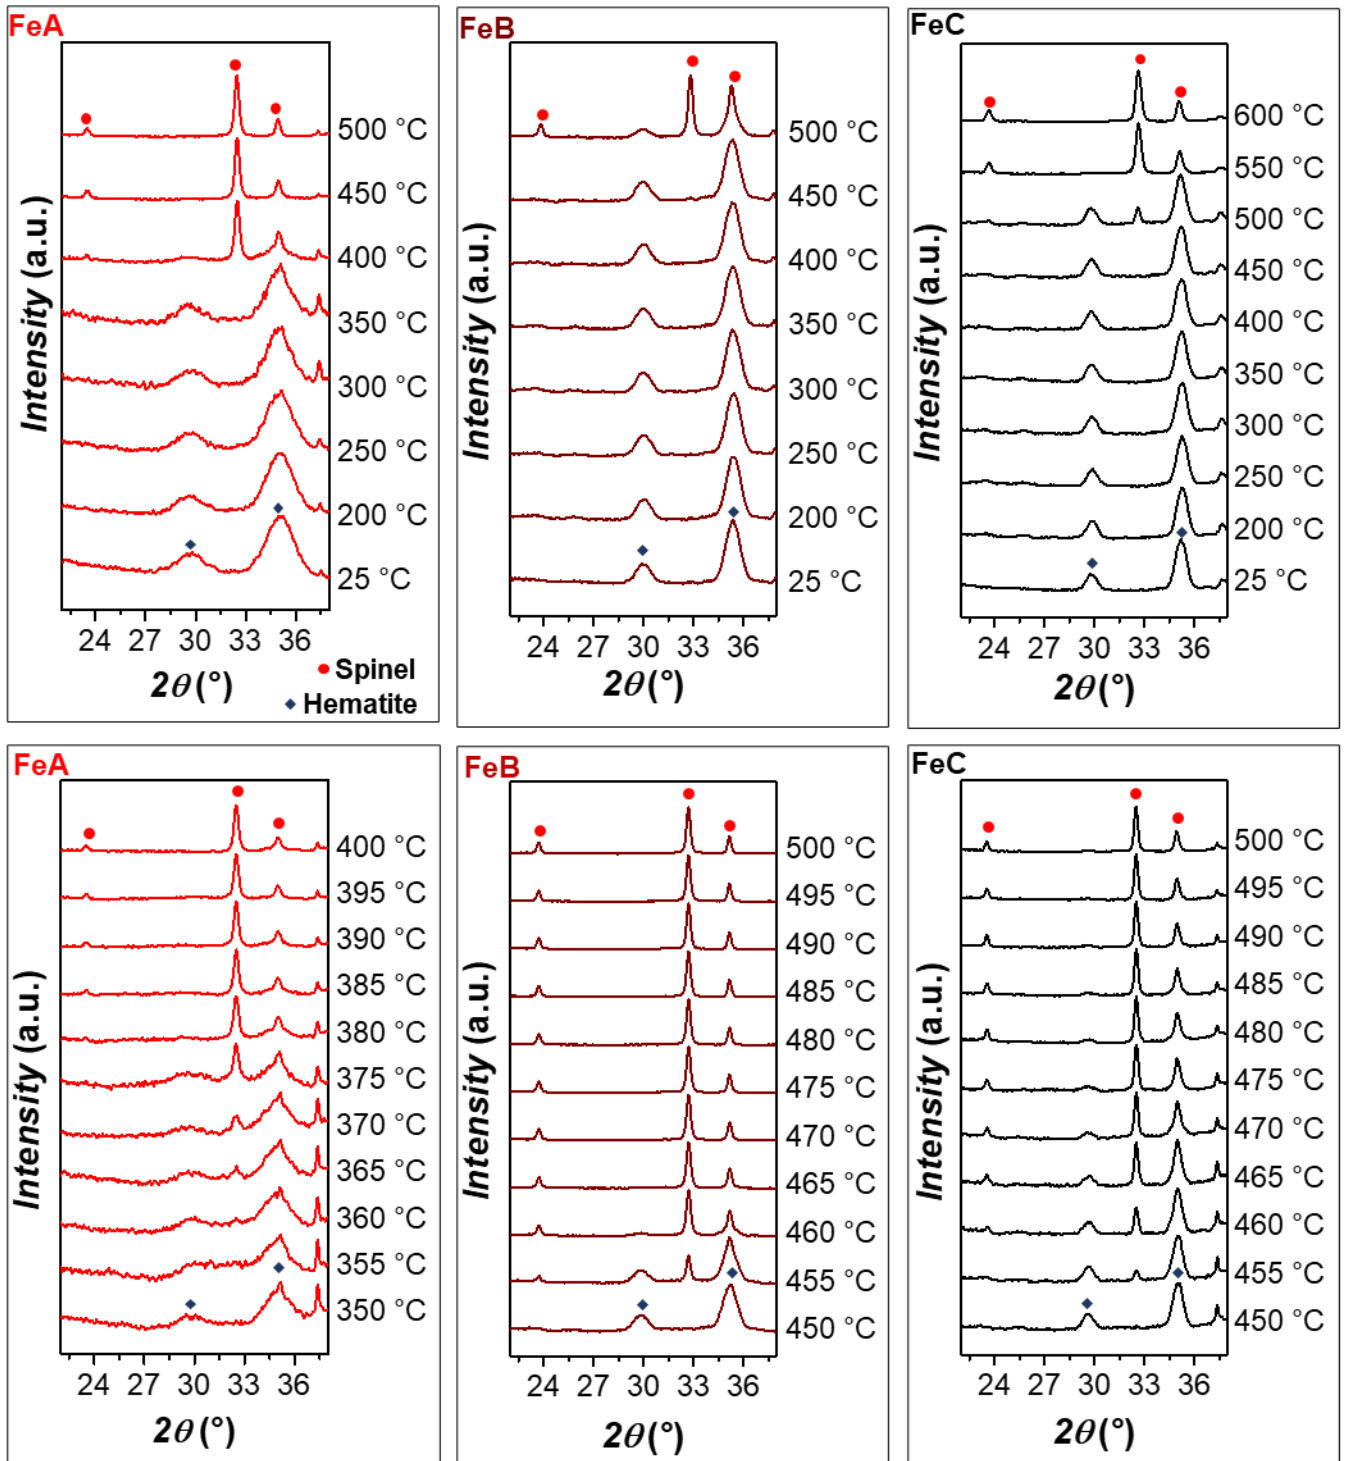 FeA
500 °C
450 °C
400 °C
350 °C
300 °C
250 °C
200 °C
25 °C
Intensity (a.u.)
24 27 30 33 36
2θ (°)
Spinel
Hematite
FeB
500 °C
450 °C
400 °C
350 °C
300 °C
250 °C
200 °C
25 °C
Intensity (a.u.)
24 27 30 33 36
2θ (°)
FeC
600 °C
550 °C
500 °C
450 °C
400 °C
350 °C
300 °C
250 °C
200 °C
25 °C
Intensity (a.u.)
24 27 30 33 36
2θ (°)
FeA
400 °C
395 °C
390 °C
385 °C
380 °C
375 °C
370 °C
365 °C
360 °C
355 °C
350 °C
Intensity (a.u.)
24 27 30 33 36
2θ (°)
FeB
500 °C
495 °C
490 °C
485 °C
480 °C
475 °C
470 °C
465 °C
460 °C
455 °C
450 °C
Intensity (a.u.)
24 27 30 33 36
2θ (°)
FeC
500 °C
495 °C
490 °C
485 °C
480 °C
475 °C
470 °C
465 °C
460 °C
455 °C
450 °C
Intensity (a.u.)
24 27 30 33 36
2θ (°)